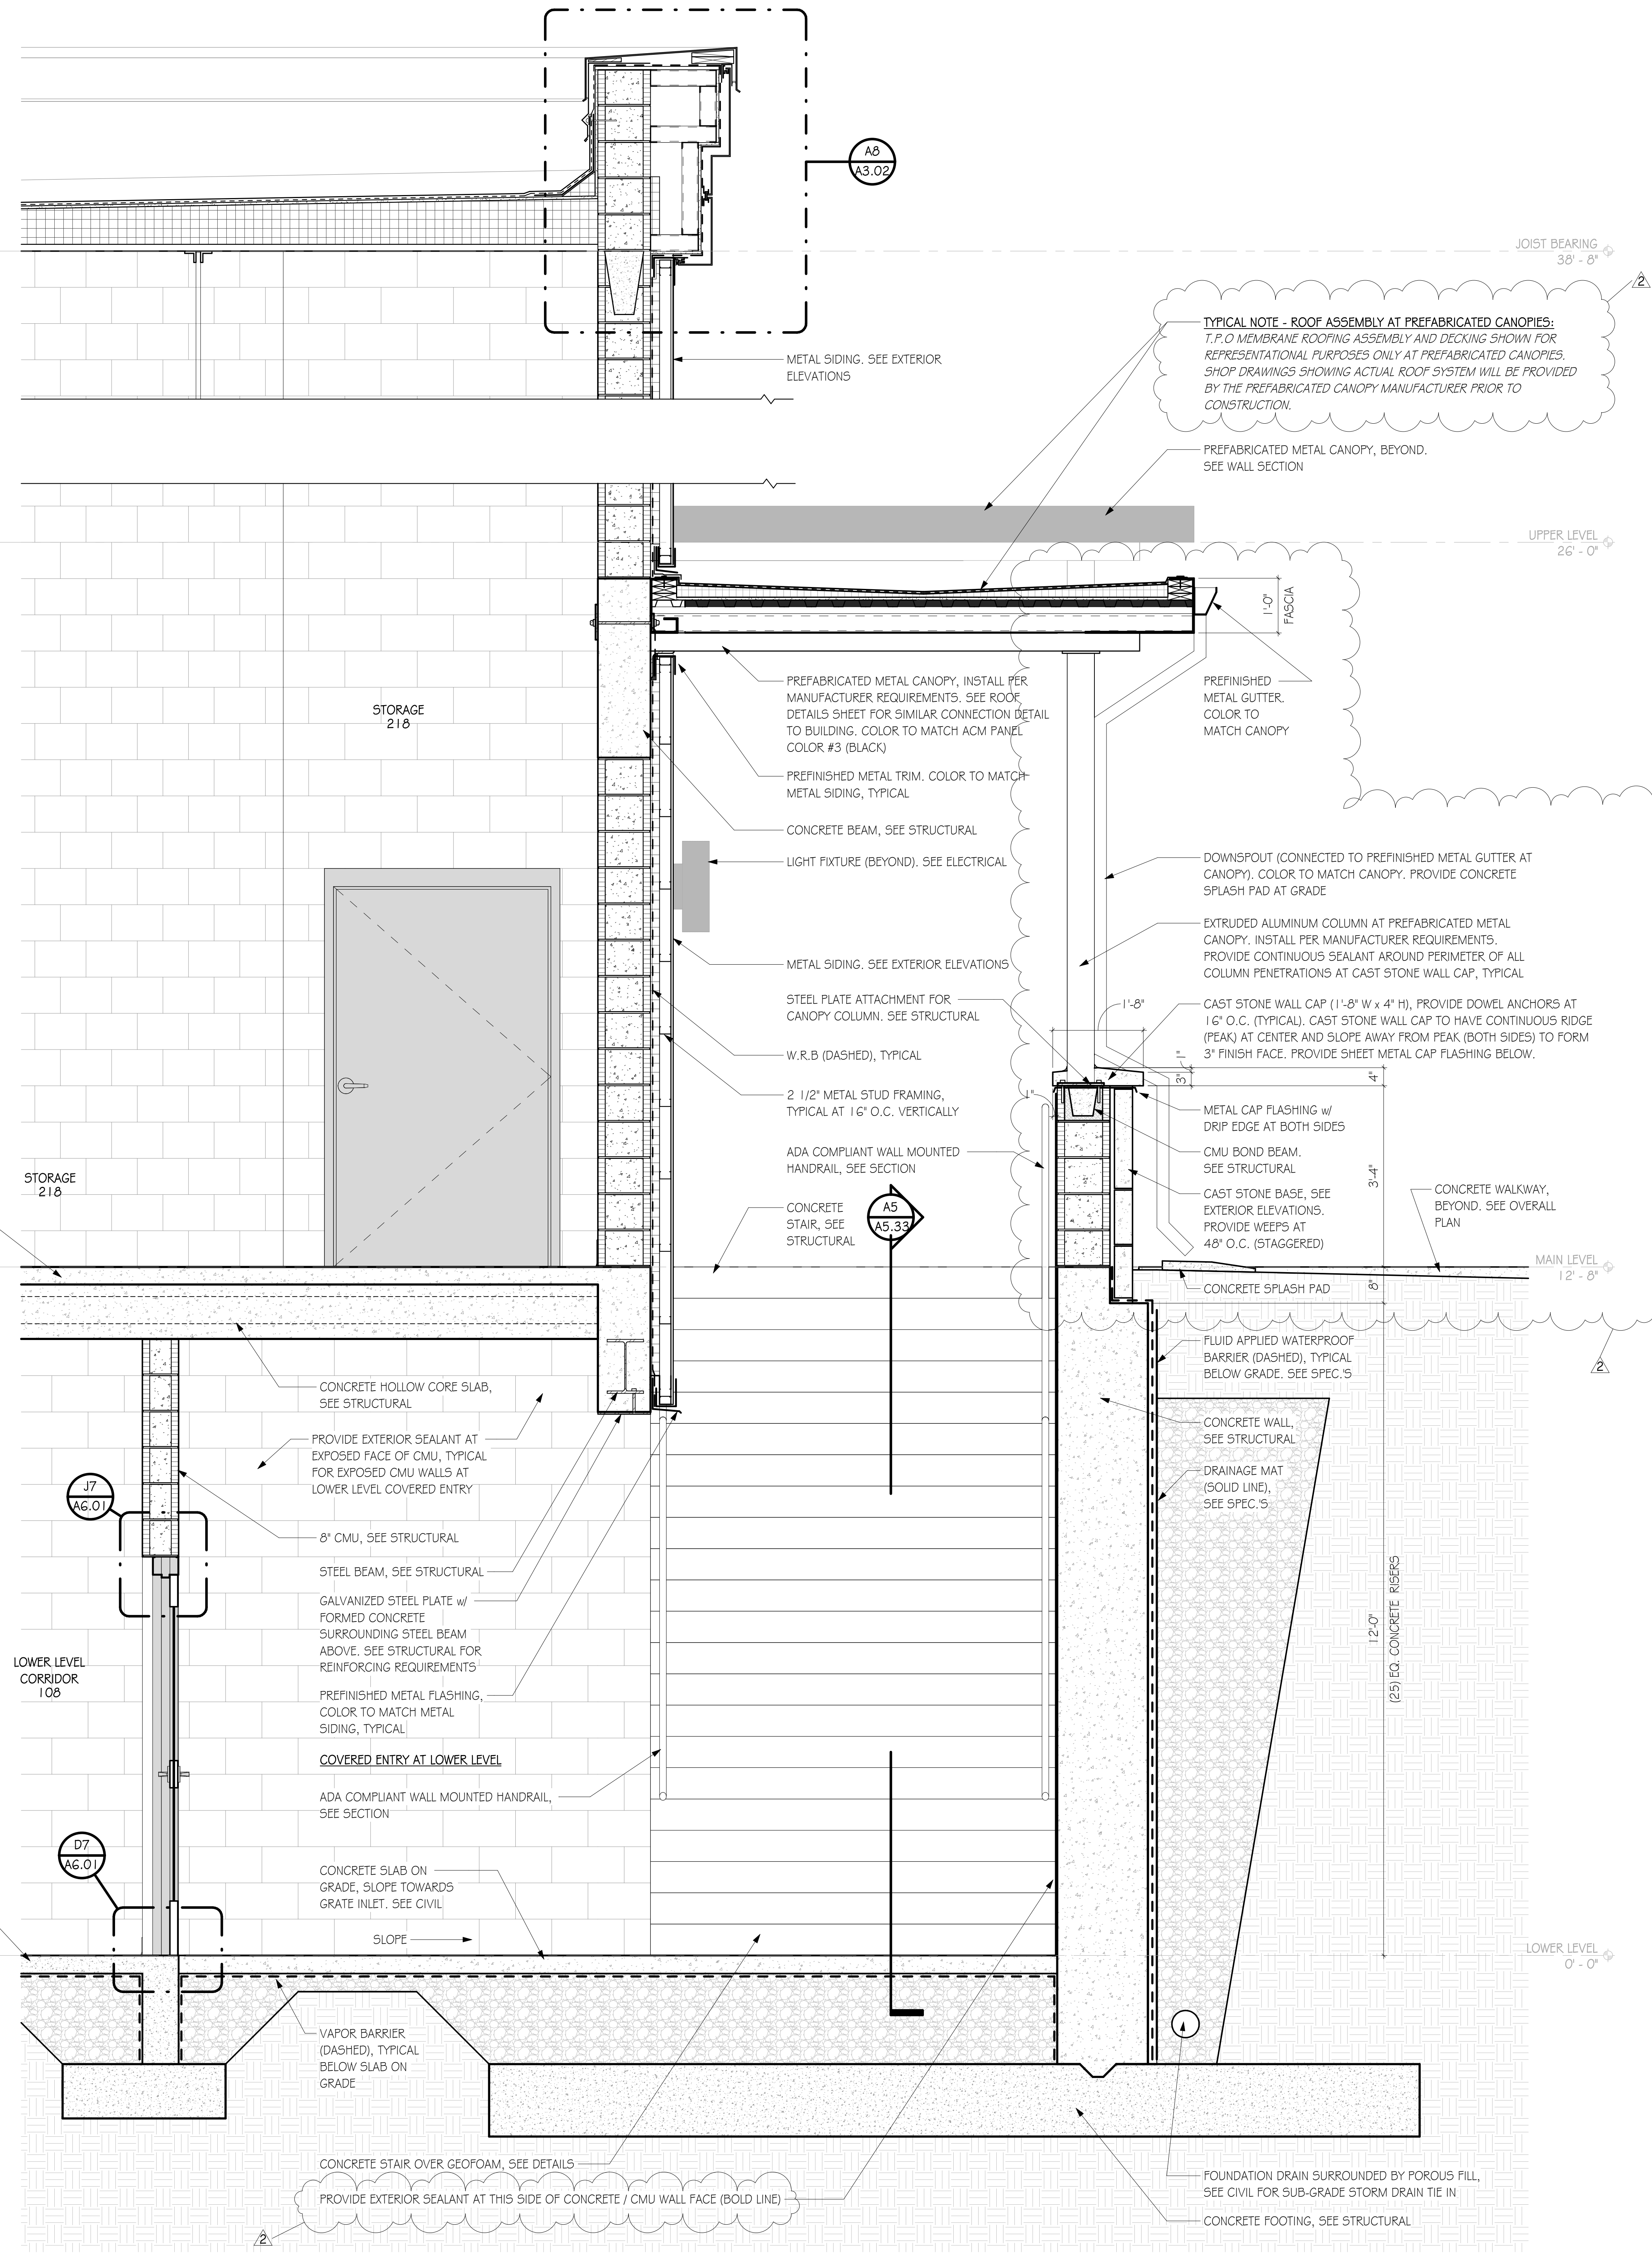 A8
A3.02
JOIST BEARING
38' - 8"
2
TYPICAL NOTE - ROOF ASSEMBLY AT PREFABRICATED CANOPIES:
T.P.O MEMBRANE ROOFING ASSEMBLY AND DECKING SHOWN FOR
REPRESENTATIONAL PURPOSES ONLY AT PREFABRICATED CANOPIES.
SHOP DRAWINGS SHOWING ACTUAL ROOF SYSTEM WILL BE PROVIDED
BY THE PREFABRICATED CANOPY MANUFACTURER PRIOR TO
CONSTRUCTION.
METAL SIDING. SEE EXTERIOR
ELEVATIONS
PREFABRICATED METAL CANOPY, BEYOND.
SEE WALL SECTION
UPPER LEVEL
26' - 0"
1'-0"
FASCIA
PREFABRICATED METAL CANOPY, INSTALL PER
MANUFACTURER REQUIREMENTS. SEE ROOF
DETAILS SHEET FOR SIMILAR CONNECTION DETAIL
TO BUILDING. COLOR TO MATCH ACM PANEL
COLOR #3 (BLACK)
PREFINISHED
METAL GUTTER.
COLOR TO
MATCH CANOPY
STORAGE
218
PREFINISHED METAL TRIM. COLOR TO MATCH
METAL SIDING, TYPICAL
CONCRETE BEAM, SEE STRUCTURAL
LIGHT FIXTURE (BEYOND). SEE ELECTRICAL
DOWNSPOUT (CONNECTED TO PREFINISHED METAL GUTTER AT
CANOPY). COLOR TO MATCH CANOPY. PROVIDE CONCRETE
SPLASH PAD AT GRADE
EXTRUDED ALUMINUM COLUMN AT PREFABRICATED METAL
CANOPY. INSTALL PER MANUFACTURER REQUIREMENTS.
PROVIDE CONTINUOUS SEALANT AROUND PERIMETER OF ALL
COLUMN PENETRATIONS AT CAST STONE WALL CAP, TYPICAL
METAL SIDING. SEE EXTERIOR ELEVATIONS
STEEL PLATE ATTACHMENT FOR
CANOPY COLUMN. SEE STRUCTURAL
1'-8"
CAST STONE WALL CAP (1'-8" W x 4" H), PROVIDE DOWEL ANCHORS AT
16" O.C. (TYPICAL). CAST STONE WALL CAP TO HAVE CONTINUOUS RIDGE
(PEAK) AT CENTER AND SLOPE AWAY FROM PEAK (BOTH SIDES) TO FORM
3" FINISH FACE. PROVIDE SHEET METAL CAP FLASHING BELOW.
W.R.B (DASHED), TYPICAL
1"
3"
4"
1"
2 1/2" METAL STUD FRAMING,
TYPICAL AT 16" O.C. VERTICALLY
METAL CAP FLASHING w/
DRIP EDGE AT BOTH SIDES
ADA COMPLIANT WALL MOUNTED
HANDRAIL, SEE SECTION
CMU BOND BEAM.
SEE STRUCTURAL
3'-4"
STORAGE
218
CONCRETE
STAIR, SEE
STRUCTURAL
A5
A5.33
CAST STONE BASE, SEE
EXTERIOR ELEVATIONS.
PROVIDE WEEPS AT
48" O.C. (STAGGERED)
CONCRETE WALKWAY,
BEYOND. SEE OVERALL
PLAN
MAIN LEVEL
12' - 8"
CONCRETE SPLASH PAD
8"
FLUID APPLIED WATERPROOF
BARRIER (DASHED), TYPICAL
BELOW GRADE. SEE SPEC.'S
2
CONCRETE HOLLOW CORE SLAB,
SEE STRUCTURAL
CONCRETE WALL,
SEE STRUCTURAL
PROVIDE EXTERIOR SEALANT AT
EXPOSED FACE OF CMU, TYPICAL
FOR EXPOSED CMU WALLS AT
LOWER LEVEL COVERED ENTRY
DRAINAGE MAT
(SOLID LINE),
SEE SPEC.'S
J7
A6.01
8" CMU, SEE STRUCTURAL
STEEL BEAM, SEE STRUCTURAL
GALVANIZED STEEL PLATE w/
FORMED CONCRETE
SURROUNDING STEEL BEAM
ABOVE. SEE STRUCTURAL FOR
REINFORCING REQUIREMENTS
12'-0"
(25) EQ. CONCRETE RISERS
LOWER LEVEL
CORRIDOR
108
PREFINISHED METAL FLASHING,
COLOR TO MATCH METAL
SIDING, TYPICAL
COVERED ENTRY AT LOWER LEVEL
ADA COMPLIANT WALL MOUNTED HANDRAIL,
SEE SECTION
D7
A6.01
CONCRETE SLAB ON
GRADE, SLOPE TOWARDS
GRATE INLET. SEE CIVIL
SLOPE
LOWER LEVEL
0' - 0"
VAPOR BARRIER
(DASHED), TYPICAL
BELOW SLAB ON
GRADE
CONCRETE STAIR OVER GEOFOAM, SEE DETAILS
PROVIDE EXTERIOR SEALANT AT THIS SIDE OF CONCRETE / CMU WALL FACE (BOLD LINE)
2
FOUNDATION DRAIN SURROUNDED BY POROUS FILL,
SEE CIVIL FOR SUB-GRADE STORM DRAIN TIE IN
CONCRETE FOOTING, SEE STRUCTURAL